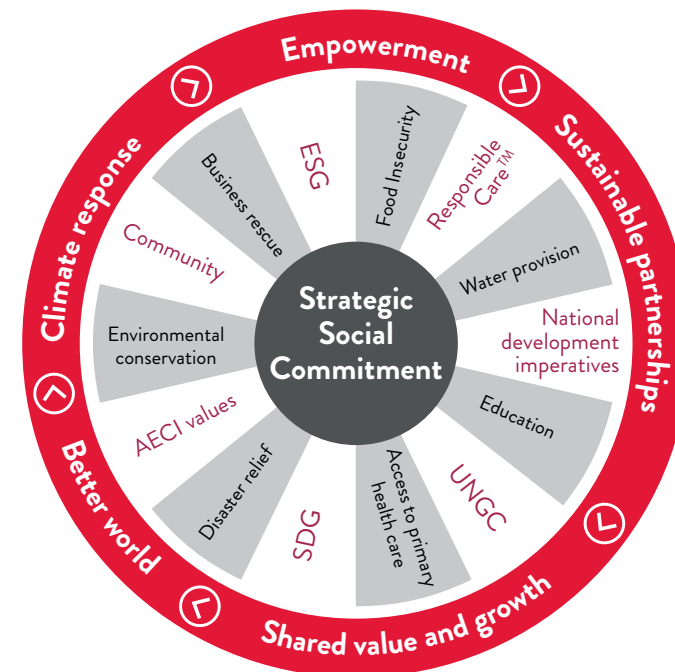 Empowerment
Sustainable partnerships
Shared value and growth
Better world
Climate response
Food Insecurity
Responsible
Care™
Water provision
National
development
imperatives
Education
UNGC
Access to primary
health care
SDG
Disaster relief
AECI values
Environmental
conservation
Community
Business rescue
ESG
Strategic
Social
Commitment